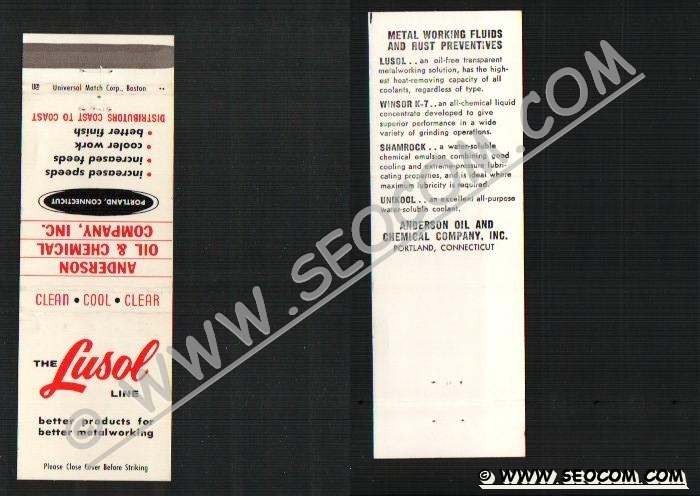 Universal Match Corp., Boston
DISTRIBUTORS COAST TO COAST
• increased speeds
• increased feeds
• cooler work
• better finish
PORTLAND, CONNECTICUT
ANDERSON
OIL & CHEMICAL
COMPANY, INC.
CLEAN • COOL • CLEAR
THE Lusol LINE
better products for
better metalworking
Please Close Cover Before Striking
METAL WORKING FLUIDS
AND RUST PREVENTIVES
LUSOL . . an oil-free transparent
metalworking solution, has the high-
est heat-removing capacity of all
coolants, regardless of type.
WINSOR K-7 . . an all-chemical liquid
concentrate developed to give
superior performance in a wide
variety of grinding operations.
SHAMROCK . . a water-soluble
chemical emulsion combining good
cooling and extreme-pressure lubri-
cating properties, and is ideal where
maximum lubricity is required.
UNIKOOL . . an excellent all-purpose
water-soluble coolant.
ANDERSON OIL AND
CHEMICAL COMPANY, INC.
PORTLAND, CONNECTICUT
© WWW.SEOCOM.COM
© WWW.SEOCOM.COM